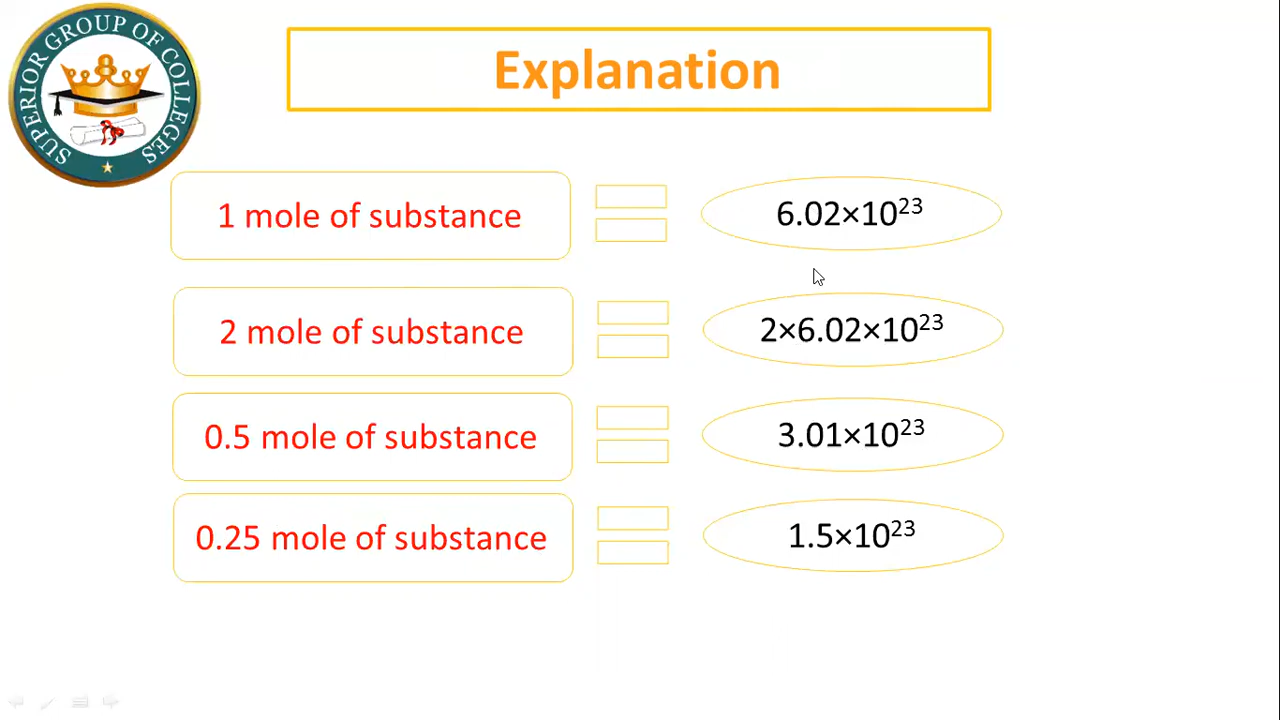 SUPERIOR GROUP OF COLLEGES
Explanation
1 mole of substance
6.02×10²³
2 mole of substance
2×6.02×10²³
0.5 mole of substance
3.01×10²³
0.25 mole of substance
1.5×10²³